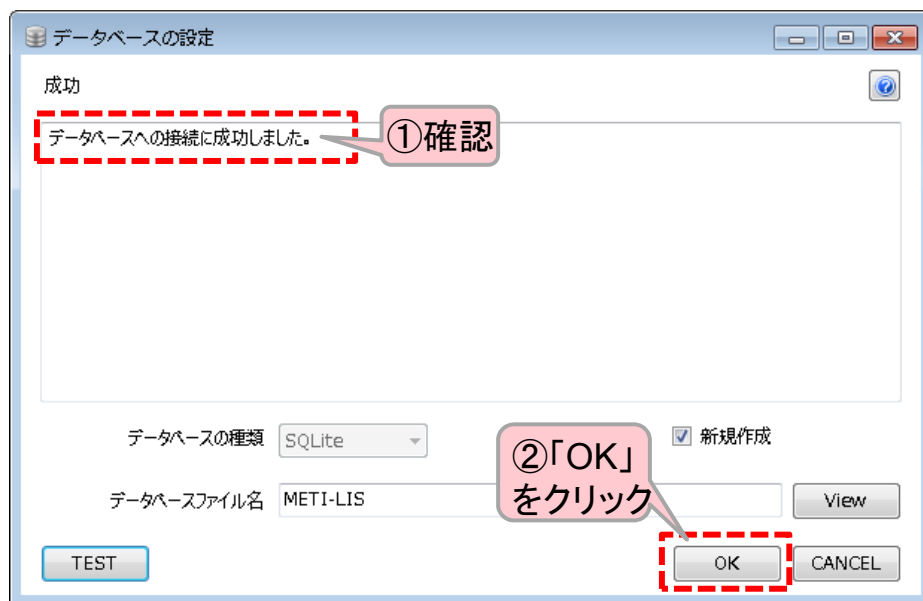 データベースの設定
成功
データベースへの接続に成功しました。
①確認
データベースの種類
SQLite
新規作成
②「OK」
をクリック
データベースファイル名
METI-LIS
View
TEST
OK
CANCEL